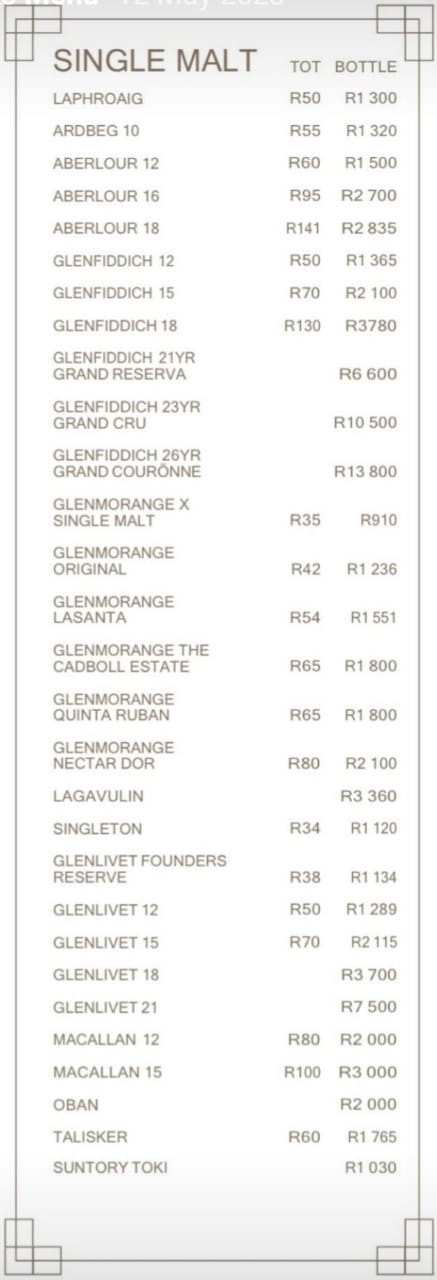 Menu 12 May 2023
SINGLE MALT TOT BOTTLE
LAPHROAIG R50 R1 300
ARDBEG 10 R55 R1 320
ABERLOUR 12 R60 R1 500
ABERLOUR 16 R95 R2 700
ABERLOUR 18 R141 R2 835
GLENFIDDICH 12 R50 R1 365
GLENFIDDICH 15 R70 R2 100
GLENFIDDICH 18 R130 R3780
GLENFIDDICH 21YR
GRAND RESERVA R6 600
GLENFIDDICH 23YR
GRAND CRU R10 500
GLENFIDDICH 26YR
GRAND COURÖNNE R13 800
GLENMORANGE X
SINGLE MALT R35 R910
GLENMORANGE
ORIGINAL R42 R1 236
GLENMORANGE
LASANTA R54 R1 551
GLENMORANGE THE
CADBOLL ESTATE R65 R1 800
GLENMORANGE
QUINTA RUBAN R65 R1 800
GLENMORANGE
NECTAR DOR R80 R2 100
LAGAVULIN R3 360
SINGLETON R34 R1 120
GLENLIVET FOUNDERS
RESERVE R38 R1 134
GLENLIVET 12 R50 R1 289
GLENLIVET 15 R70 R2 115
GLENLIVET 18 R3 700
GLENLIVET 21 R7 500
MACALLAN 12 R80 R2 000
MACALLAN 15 R100 R3 000
OBAN R2 000
TALISKER R60 R1 765
SUNTORY TOKI R1 030